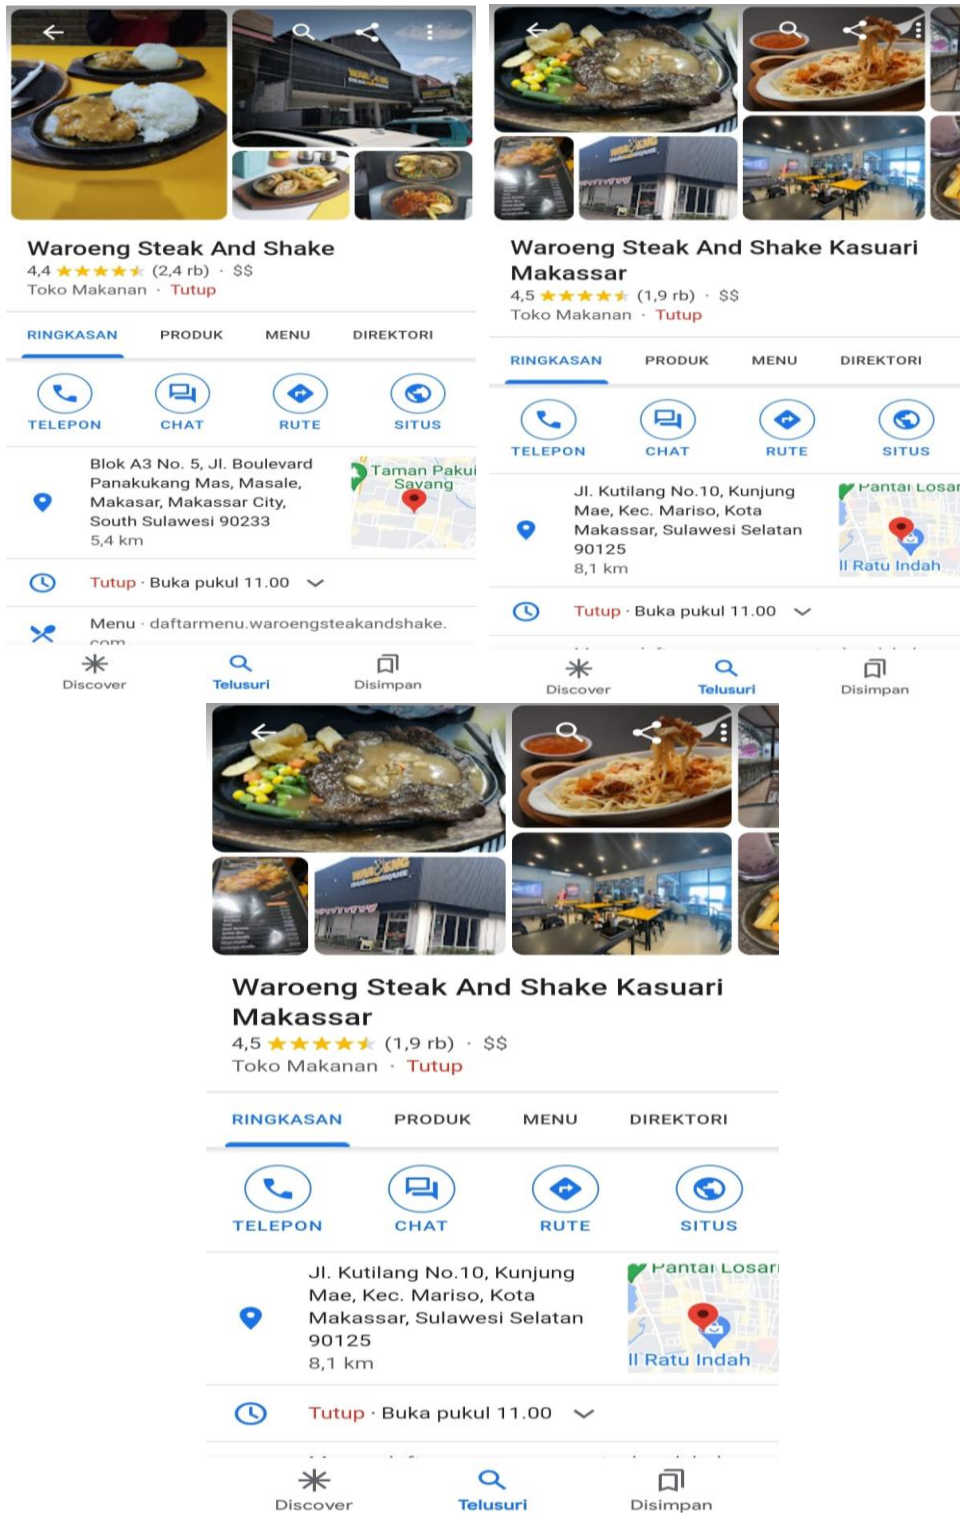 Waroeng Steak And Shake
4,4 (2,4 rb) · $$
Toko Makanan · Tutup
RINGKASAN PRODUK MENU DIREKTORI
TELEPON CHAT RUTE SITUS
Blok A3 No. 5, Jl. Boulevard
Panakukang Mas, Masale,
Makasar, Makassar City,
South Sulawesi 90233
5,4 km
Taman Pakui
Sayang
Tutup · Buka pukul 11.00
Menu · daftarmenu.waroengsteakandshake.
com
Discover Telusuri Disimpan
Waroeng Steak And Shake Kasuari
Makassar
4,5 (1,9 rb) · $$
Toko Makanan · Tutup
RINGKASAN PRODUK MENU DIREKTORI
TELEPON CHAT RUTE SITUS
Jl. Kutilang No.10, Kunjung
Mae, Kec. Mariso, Kota
Makassar, Sulawesi Selatan
90125
8,1 km
Pantai Losar
ll Ratu Indah
Tutup · Buka pukul 11.00
Discover Telusuri Disimpan
WAROENG
Waroeng Steak And Shake Kasuari
Makassar
4,5 (1,9 rb) · $$
Toko Makanan · Tutup
RINGKASAN PRODUK MENU DIREKTORI
TELEPON CHAT RUTE SITUS
Jl. Kutilang No.10, Kunjung
Mae, Kec. Mariso, Kota
Makassar, Sulawesi Selatan
90125
8,1 km
Pantai Losari
ll Ratu Indah
Tutup · Buka pukul 11.00
Discover Telusuri Disimpan